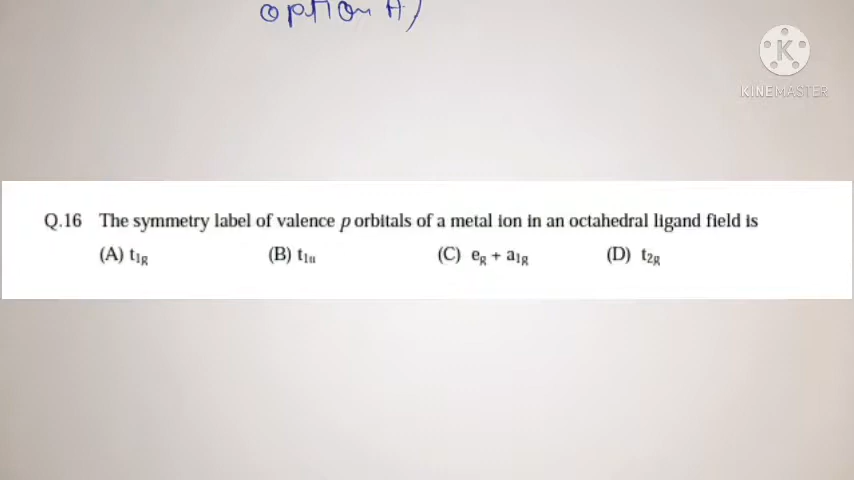 option A)
KINEMASTER
Q.16 The symmetry label of valence p orbitals of a metal ion in an octahedral ligand field is
(A) t1g (B) t1u (C) eg + a1g (D) t2g